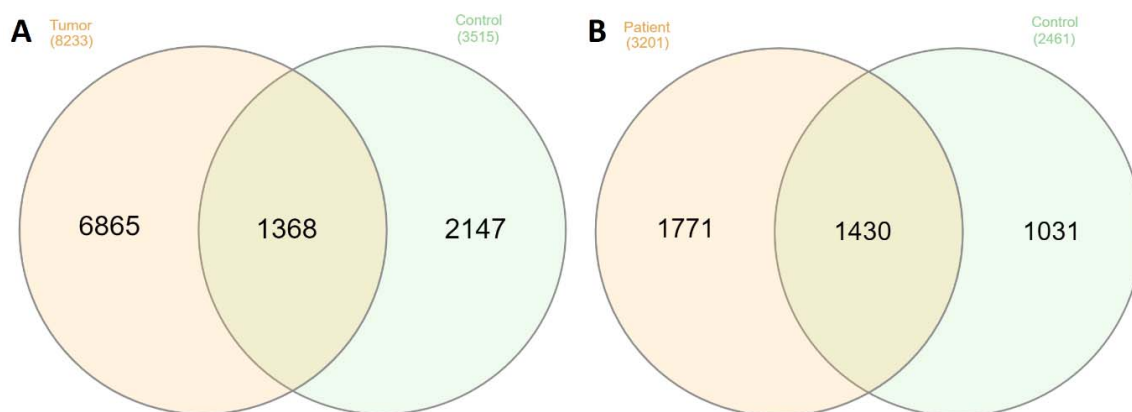 A
Tumor
(8233)
Control
(3515)
6865
1368
2147
B
Patient
(3201)
Control
(2461)
1771
1430
1031